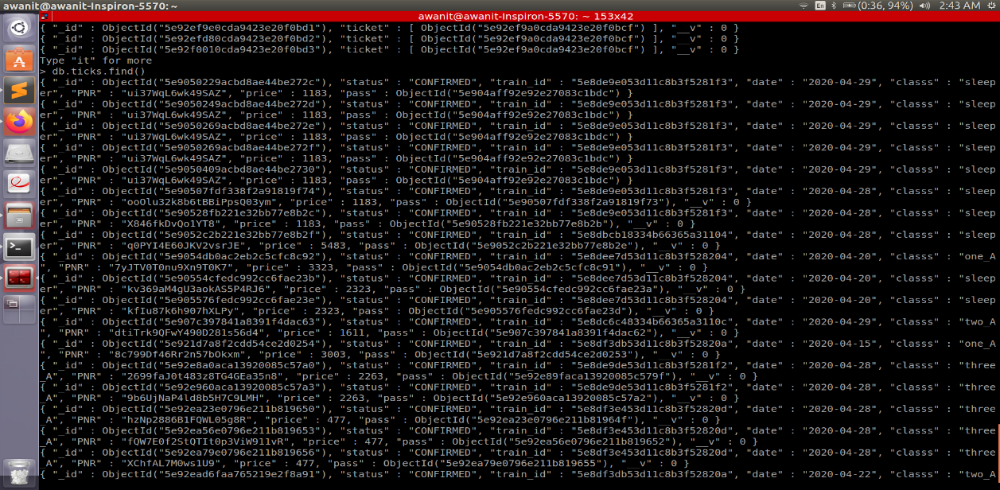 awanit@awanit-Inspiron-5570: ~
En (0:36, 94%) 2:43 AM
awanit@awanit-Inspiron-5570: ~ 153x42
{ "_id" : ObjectId("5e92ef9e0cda9423e20f0bd1"), "ticket" : [ ObjectId("5e92ef9a0cda9423e20f0bcf") ], "__v" : 0 }
{ "_id" : ObjectId("5e92efd80cda9423e20f0bd2"), "ticket" : [ ObjectId("5e92ef9a0cda9423e20f0bcf") ], "__v" : 0 }
{ "_id" : ObjectId("5e92f0010cda9423e20f0bd3"), "ticket" : [ ObjectId("5e92ef9a0cda9423e20f0bcf") ], "__v" : 0 }
Type "it" for more
> db.ticks.find()
{ "_id" : ObjectId("5e9050229acbd8ae44be272c"), "status" : "CONFIRMED", "train_id" : "5e8de9e053d11c8b3f5281f3", "date" : "2020-04-29", "classs" : "sleep
er", "PNR" : "ui37WqL6wk49SAZ", "price" : 1183, "pass" : ObjectId("5e904aff92e92e27083c1bdc") }
{ "_id" : ObjectId("5e9050249acbd8ae44be272d"), "status" : "CONFIRMED", "train_id" : "5e8de9e053d11c8b3f5281f3", "date" : "2020-04-29", "classs" : "sleep
er", "PNR" : "ui37WqL6wk49SAZ", "price" : 1183, "pass" : ObjectId("5e904aff92e92e27083c1bdc") }
{ "_id" : ObjectId("5e9050269acbd8ae44be272e"), "status" : "CONFIRMED", "train_id" : "5e8de9e053d11c8b3f5281f3", "date" : "2020-04-29", "classs" : "sleep
er", "PNR" : "ui37WqL6wk49SAZ", "price" : 1183, "pass" : ObjectId("5e904aff92e92e27083c1bdc") }
{ "_id" : ObjectId("5e9050269acbd8ae44be272f"), "status" : "CONFIRMED", "train_id" : "5e8de9e053d11c8b3f5281f3", "date" : "2020-04-29", "classs" : "sleep
er", "PNR" : "ui37WqL6wk49SAZ", "price" : 1183, "pass" : ObjectId("5e904aff92e92e27083c1bdc") }
{ "_id" : ObjectId("5e9050409acbd8ae44be2730"), "status" : "CONFIRMED", "train_id" : "5e8de9e053d11c8b3f5281f3", "date" : "2020-04-29", "classs" : "sleep
er", "PNR" : "ui37WqL6wk49SAZ", "price" : 1183, "pass" : ObjectId("5e904aff92e92e27083c1bdc") }
{ "_id" : ObjectId("5e90507fdf338f2a91819f74"), "status" : "CONFIRMED", "train_id" : "5e8de9e053d11c8b3f5281f3", "date" : "2020-04-28", "classs" : "sleep
er", "PNR" : "ooOlu32k8b6tBBiPpsQ03ym", "price" : 1183, "pass" : ObjectId("5e90507fdf338f2a91819f73"), "__v" : 0 }
{ "_id" : ObjectId("5e90528fb221e32bb77e8b2c"), "status" : "CONFIRMED", "train_id" : "5e8de9e053d11c8b3f5281f3", "date" : "2020-04-28", "classs" : "sleep
er", "PNR" : "X846fkDvQo1YT8", "price" : 1183, "pass" : ObjectId("5e90528fb221e32bb77e8b2b"), "__v" : 0 }
{ "_id" : ObjectId("5e9052c2b221e32bb77e8b2f"), "status" : "CONFIRMED", "train_id" : "5e8dbcb18334b66365a31104", "date" : "2020-04-28", "classs" : "sleep
er", "PNR" : "q0PYI4E60JKV2vsrJE", "price" : 5483, "pass" : ObjectId("5e9052c2b221e32bb77e8b2e"), "__v" : 0 }
{ "_id" : ObjectId("5e9054db0ac2eb2c5cfc8c92"), "status" : "CONFIRMED", "train_id" : "5e8dee7d53d11c8b3f528204", "date" : "2020-04-20", "classs" : "one_A
", "PNR" : "7yJTV0T0nu9Xn9T0K7", "price" : 3323, "pass" : ObjectId("5e9054db0ac2eb2c5cfc8c91"), "__v" : 0 }
{ "_id" : ObjectId("5e90554cfedc992cc6fae23b"), "status" : "CONFIRMED", "train_id" : "5e8dee7d53d11c8b3f528204", "date" : "2020-04-20", "classs" : "sleep
er", "PNR" : "kv369aM4gU3aokAS5P4RJ6", "price" : 2323, "pass" : ObjectId("5e90554cfedc992cc6fae23a"), "__v" : 0 }
{ "_id" : ObjectId("5e905576fedc992cc6fae23e"), "status" : "CONFIRMED", "train_id" : "5e8dee7d53d11c8b3f528204", "date" : "2020-04-20", "classs" : "sleep
er", "PNR" : "kfIu87k6h907hXLPy", "price" : 2323, "pass" : ObjectId("5e905576fedc992cc6fae23d"), "__v" : 0 }
{ "_id" : ObjectId("5e907c397841a8391f4dac63"), "status" : "CONFIRMED", "train_id" : "5e8dc6c48334b66365a3110c", "date" : "2020-04-29", "classs" : "two_A
", "PNR" : "dtiTrk9OFwY490D281s56d4", "price" : 1611, "pass" : ObjectId("5e907c397841a8391f4dac62"), "__v" : 0 }
{ "_id" : ObjectId("5e921d7a8f2cdd54ce2d0254"), "status" : "CONFIRMED", "train_id" : "5e8df3db53d11c8b3f52820a", "date" : "2020-04-15", "classs" : "one_A
", "PNR" : "8c799Df46Rr2n57bOkxm", "price" : 3003, "pass" : ObjectId("5e921d7a8f2cdd54ce2d0253"), "__v" : 0 }
{ "_id" : ObjectId("5e92e8a0aca13920085c57a0"), "status" : "CONFIRMED", "train_id" : "5e8de9de53d11c8b3f5281f2", "date" : "2020-04-28", "classs" : "three
_A", "PNR" : "2699faJ0t483z8TG4GEa35n8", "price" : 2263, "pass" : ObjectId("5e92e89faca13920085c579f"), "__v" : 0 }
{ "_id" : ObjectId("5e92e960aca13920085c57a3"), "status" : "CONFIRMED", "train_id" : "5e8de9de53d11c8b3f5281f2", "date" : "2020-04-28", "classs" : "three
_A", "PNR" : "9b6UjNaP4ld8b5H7C9LMH", "price" : 2263, "pass" : ObjectId("5e92e960aca13920085c57a2"), "__v" : 0 }
{ "_id" : ObjectId("5e92ea23e0796e211b819650"), "status" : "CONFIRMED", "train_id" : "5e8df3e453d11c8b3f52820d", "date" : "2020-04-28", "classs" : "three
_A", "PNR" : "hzNp2886B1FQWL05g8R", "price" : 477, "pass" : ObjectId("5e92ea23e0796e211b81964f"), "__v" : 0 }
{ "_id" : ObjectId("5e92ea56e0796e211b819653"), "status" : "CONFIRMED", "train_id" : "5e8df3e453d11c8b3f52820d", "date" : "2020-04-28", "classs" : "three
_A", "PNR" : "fQW7E0f2StQTIt0p3ViW911vR", "price" : 477, "pass" : ObjectId("5e92ea56e0796e211b819652"), "__v" : 0 }
{ "_id" : ObjectId("5e92ea79e0796e211b819656"), "status" : "CONFIRMED", "train_id" : "5e8df3e453d11c8b3f52820d", "date" : "2020-04-28", "classs" : "three
_A", "PNR" : "XChfAL7M0ws1U9", "price" : 477, "pass" : ObjectId("5e92ea79e0796e211b819655"), "__v" : 0 }
{ "_id" : ObjectId("5e92ead6faa765219e2f8a91"), "status" : "CONFIRMED", "train_id" : "5e8df3db53d11c8b3f52820a", "date" : "2020-04-22", "classs" : "two_A